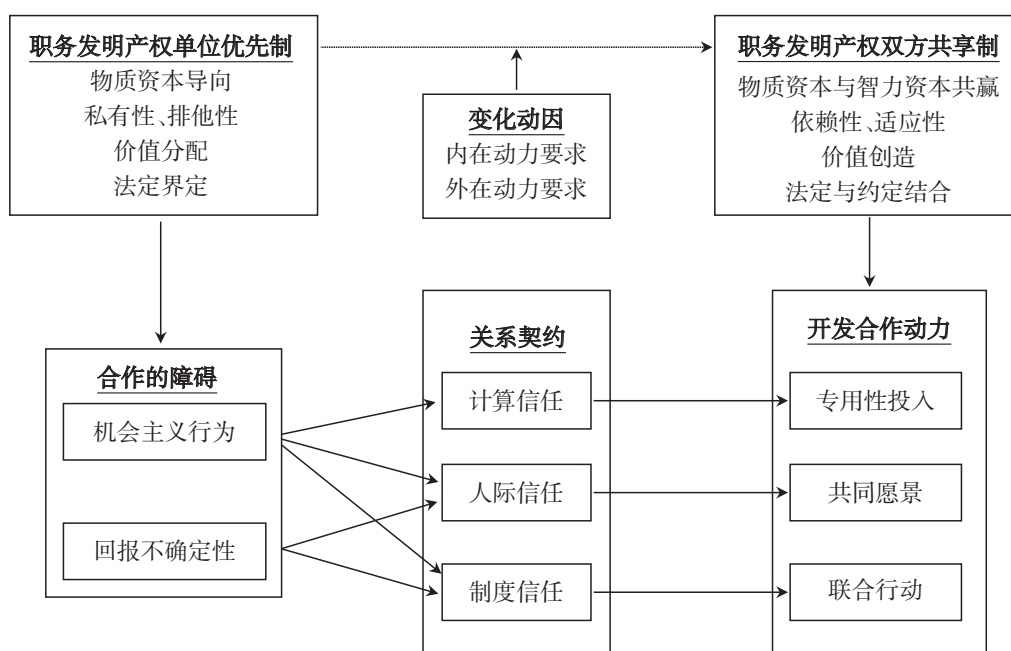 职务发明产权单位优先制
物质资本导向
私有性、排他性
价值分配
法定界定
变化动因
内在动力要求
外在动力要求
职务发明产权双方共享制
物质资本与智力资本共赢
依赖性、适应性
价值创造
法定与约定结合
合作的障碍
机会主义行为
回报不确定性
关系契约
计算信任
人际信任
制度信任
开发合作动力
专用性投入
共同愿景
联合行动